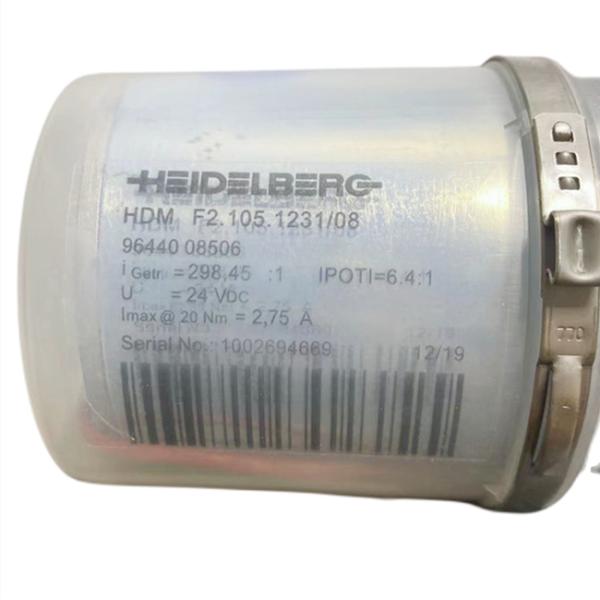 HEIDELBERG
HDM F2.105.1231/08
96440 08506
i Getr. = 298,45 :1 IPOTI=6.4:1
U = 24 VDC
Imax @ 20 Nm = 2,75 A
Serial No.: 1002694669 12/19
770